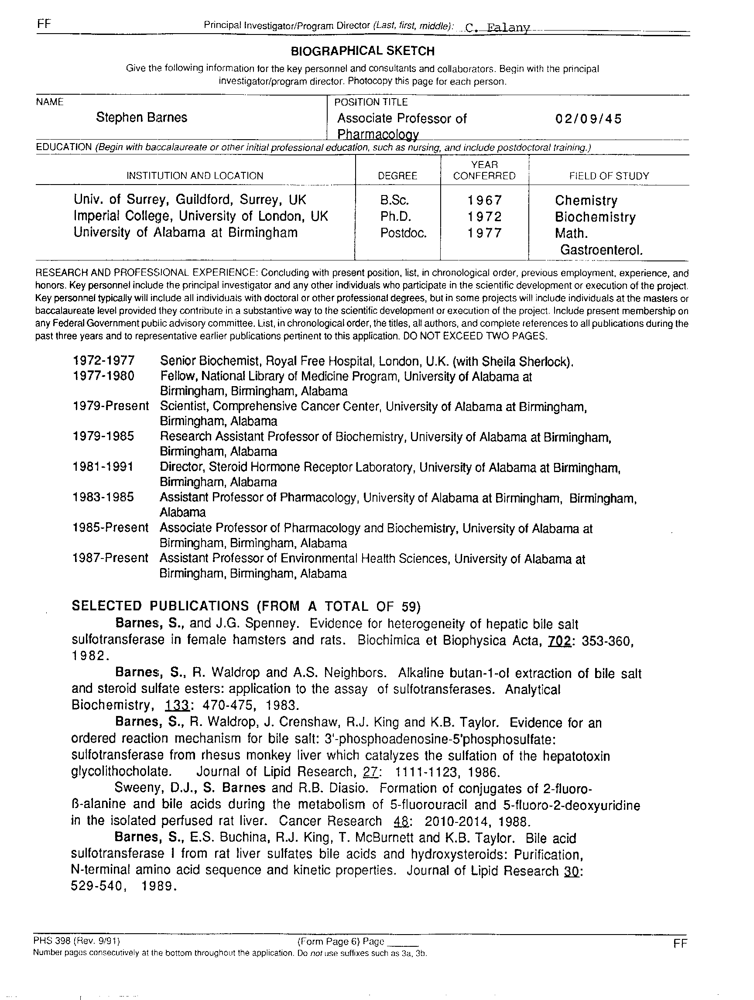 FF Principal Investigator/Program Director (Last, first, middle): C. Falany
BIOGRAPHICAL SKETCH
Give the following information for the key personnel and consultants and collaborators. Begin with the principal
investigator/program director. Photocopy this page for each person.
NAME POSITION TITLE
Stephen Barnes Associate Professor of 02/09/45
Pharmacology
EDUCATION (Begin with baccalaureate or other initial professional education, such as nursing, and include postdoctoral training.)
YEAR
INSTITUTION AND LOCATION DEGREE CONFERRED FIELD OF STUDY
Univ. of Surrey, Guildford, Surrey, UK B.Sc. 1967 Chemistry
Imperial College, University of London, UK Ph.D. 1972 Biochemistry
University of Alabama at Birmingham Postdoc. 1977 Math.
Gastroenterol.
RESEARCH AND PROFESSIONAL EXPERIENCE: Concluding with present position, list, in chronological order, previous employment, experience, and
honors. Key personnel include the principal investigator and any other individuals who participate in the scientific development or execution of the project.
Key personnel typically will include all individuals with doctoral or other professional degrees, but in some projects will include individuals at the masters or
baccalaureate level provided they contribute in a substantive way to the scientific development or execution of the project. Include present membership on
any Federal Government public advisory committee. List, in chronological order, the titles, all authors, and complete references to all publications during the
past three years and to representative earlier publications pertinent to this application. DO NOT EXCEED TWO PAGES.
1972-1977 Senior Biochemist, Royal Free Hospital, London, U.K. (with Sheila Sherlock).
1977-1980 Fellow, National Library of Medicine Program, University of Alabama at
Birmingham, Birmingham, Alabama
1979-Present Scientist, Comprehensive Cancer Center, University of Alabama at Birmingham,
Birmingham, Alabama
1979-1985 Research Assistant Professor of Biochemistry, University of Alabama at Birmingham,
Birmingham, Alabama
1981-1991 Director, Steroid Hormone Receptor Laboratory, University of Alabama at Birmingham,
Birmingham, Alabama
1983-1985 Assistant Professor of Pharmacology, University of Alabama at Birmingham, Birmingham,
Alabama
1985-Present Associate Professor of Pharmacology and Biochemistry, University of Alabama at
Birmingham, Birmingham, Alabama
1987-Present Assistant Professor of Environmental Health Sciences, University of Alabama at
Birmingham, Birmingham, Alabama
SELECTED PUBLICATIONS (FROM A TOTAL OF 59)
Barnes, S., and J.G. Spenney. Evidence for heterogeneity of hepatic bile salt
sulfotransferase in female hamsters and rats. Biochimica et Biophysica Acta, 702: 353-360,
1982.
Barnes, S., R. Waldrop and A.S. Neighbors. Alkaline butan-1-ol extraction of bile salt
and steroid sulfate esters: application to the assay of sulfotransferases. Analytical
Biochemistry, 133: 470-475, 1983.
Barnes, S., R. Waldrop, J. Crenshaw, R.J. King and K.B. Taylor. Evidence for an
ordered reaction mechanism for bile salt: 3'-phosphoadenosine-5'phosphosulfate:
sulfotransferase from rhesus monkey liver which catalyzes the sulfation of the hepatotoxin
glycolithocholate. Journal of Lipid Research, 27: 1111-1123, 1986.
Sweeny, D.J., S. Barnes and R.B. Diasio. Formation of conjugates of 2-fluoro-
ß-alanine and bile acids during the metabolism of 5-fluorouracil and 5-fluoro-2-deoxyuridine
in the isolated perfused rat liver. Cancer Research 48: 2010-2014, 1988.
Barnes, S., E.S. Buchina, R.J. King, T. McBurnett and K.B. Taylor. Bile acid
sulfotransferase I from rat liver sulfates bile acids and hydroxysteroids: Purification,
N-terminal amino acid sequence and kinetic properties. Journal of Lipid Research 30:
529-540, 1989.
PHS 398 (Rev. 9/91) (Form Page 6) Page ______ FF
Number pages consecutively at the bottom throughout the application. Do not use suffixes such as 3a, 3b.